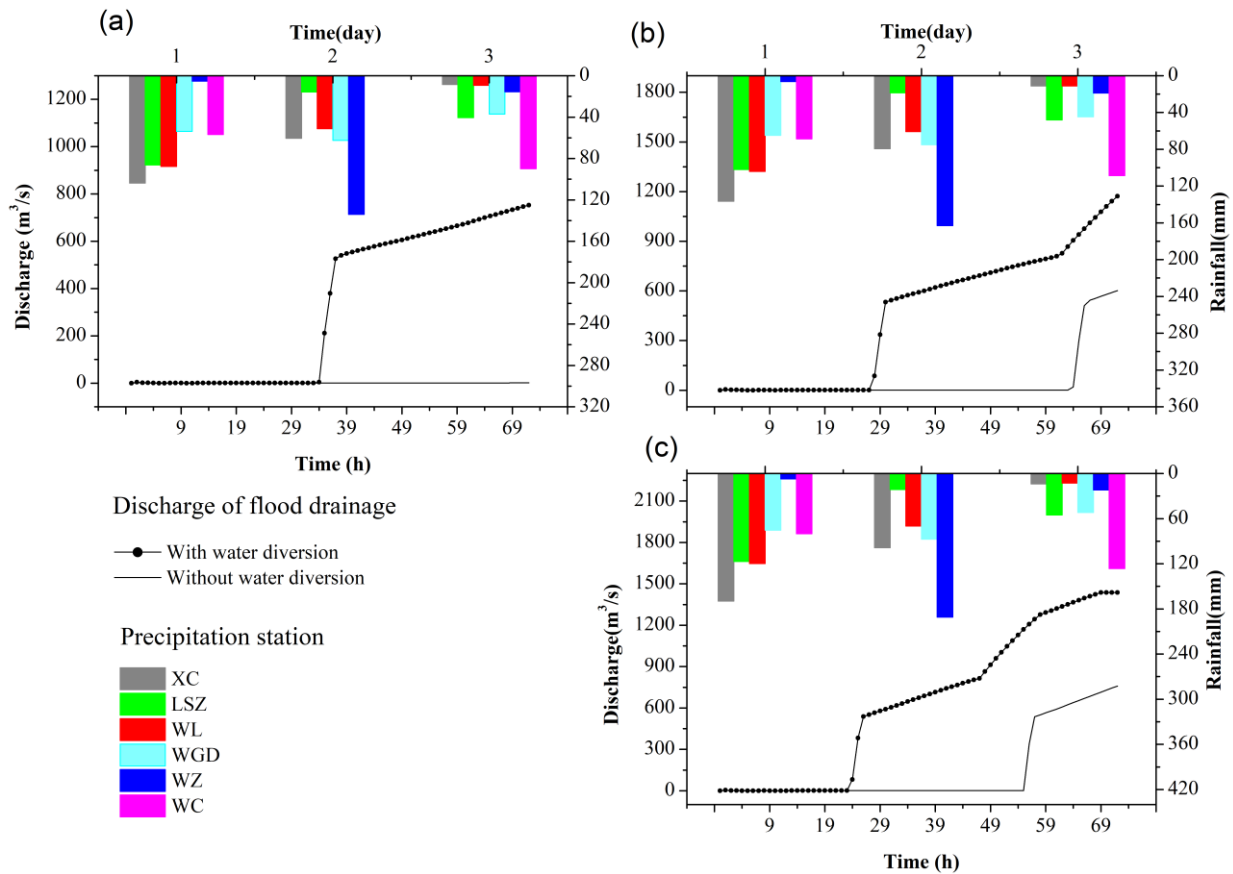 (a)
Time(day)
1 2 3
Discharge (m³/s)
1200
1000
800
600
400
200
0
0
40
80
120
160
200
240
280
320
9 19 29 39 49 59 69
Time (h)
(b)
Time(day)
1 2 3
1800
1500
1200
900
600
300
0
0
40
80
120
160
200
240
280
320
360
Rainfall(mm)
9 19 29 39 49 59 69
Discharge of flood drainage
With water diversion
Without water diversion
Precipitation station
XC
LSZ
WL
WGD
WZ
WC
(c)
Discharge(m³/s)
2100
1800
1500
1200
900
600
300
0
0
60
120
180
240
300
360
420
Rainfall(mm)
9 19 29 39 49 59 69
Time (h)